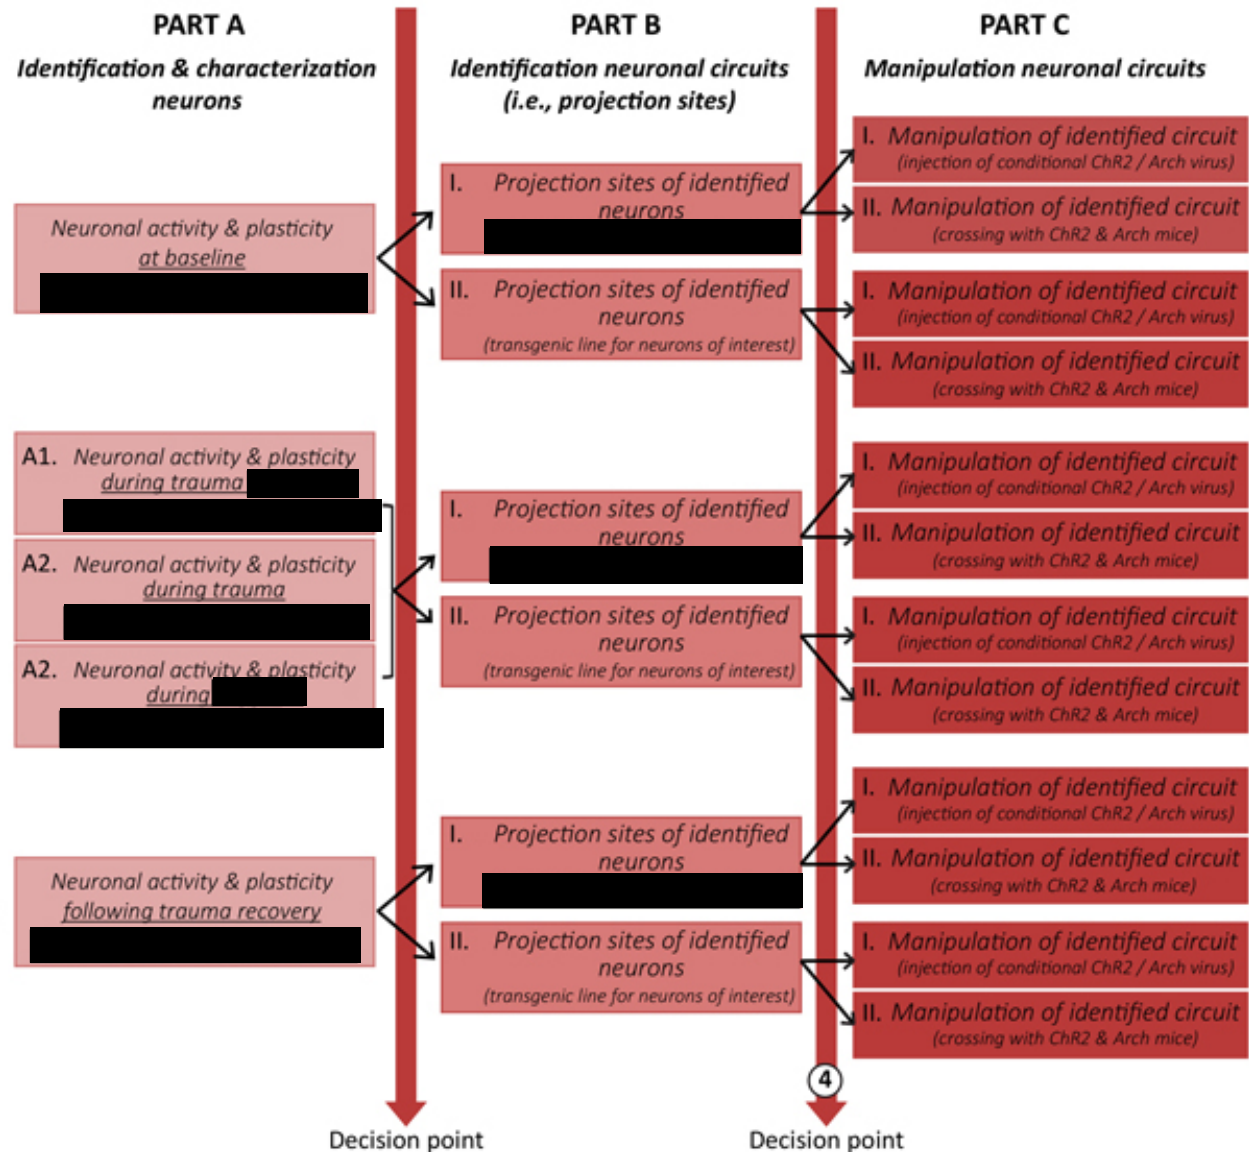 PART A
Identification & characterization
neurons
Neuronal activity & plasticity
at baseline
A1. Neuronal activity & plasticity
during trauma
A2. Neuronal activity & plasticity
during trauma
A2. Neuronal activity & plasticity
during
Neuronal activity & plasticity
following trauma recovery
PART B
Identification neuronal circuits
(i.e., projection sites)
I. Projection sites of identified
neurons
II. Projection sites of identified
neurons
(transgenic line for neurons of interest)
I. Projection sites of identified
neurons
II. Projection sites of identified
neurons
(transgenic line for neurons of interest)
I. Projection sites of identified
neurons
II. Projection sites of identified
neurons
(transgenic line for neurons of interest)
PART C
Manipulation neuronal circuits
I. Manipulation of identified circuit
(injection of conditional ChR2 / Arch virus)
II. Manipulation of identified circuit
(crossing with ChR2 & Arch mice)
I. Manipulation of identified circuit
(injection of conditional ChR2 / Arch virus)
II. Manipulation of identified circuit
(crossing with ChR2 & Arch mice)
I. Manipulation of identified circuit
(injection of conditional ChR2 / Arch virus)
II. Manipulation of identified circuit
(crossing with ChR2 & Arch mice)
I. Manipulation of identified circuit
(injection of conditional ChR2 / Arch virus)
II. Manipulation of identified circuit
(crossing with ChR2 & Arch mice)
I. Manipulation of identified circuit
(injection of conditional ChR2 / Arch virus)
II. Manipulation of identified circuit
(crossing with ChR2 & Arch mice)
I. Manipulation of identified circuit
(injection of conditional ChR2 / Arch virus)
II. Manipulation of identified circuit
(crossing with ChR2 & Arch mice)
4
Decision point
Decision point